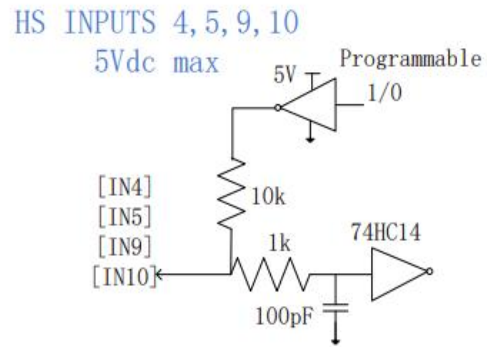 HS INPUTS 4,5,9,10
5Vdc max
Programmable
5V
1/0
[IN4]
[IN5]
[IN9]
[IN10]
10k
1k
74HC14
100pF